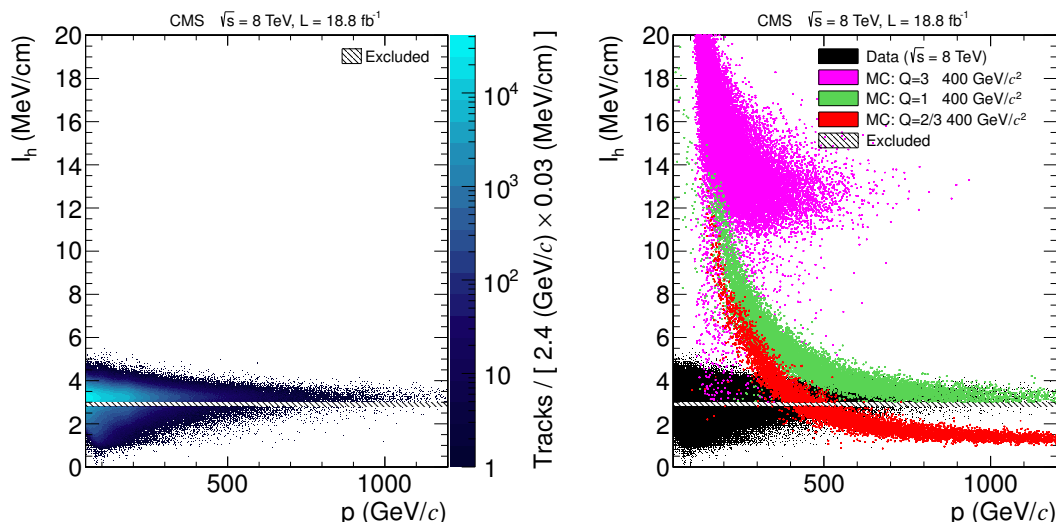 CMS √s = 8 TeV, L = 18.8 fb⁻¹
I_h (MeV/cm)
20
18
16
14
12
10
8
6
4
2
0
Excluded
500
1000
p (GeV/c)
10⁴
10³
10²
10
1
Tracks / [ 2.4 (GeV/c) × 0.03 (MeV/cm) ]
CMS √s = 8 TeV, L = 18.8 fb⁻¹
I_h (MeV/cm)
20
18
16
14
12
10
8
6
4
2
0
Data (√s = 8 TeV)
MC: Q=3 400 GeV/c²
MC: Q=1 400 GeV/c²
MC: Q=2/3 400 GeV/c²
Excluded
500
1000
p (GeV/c)